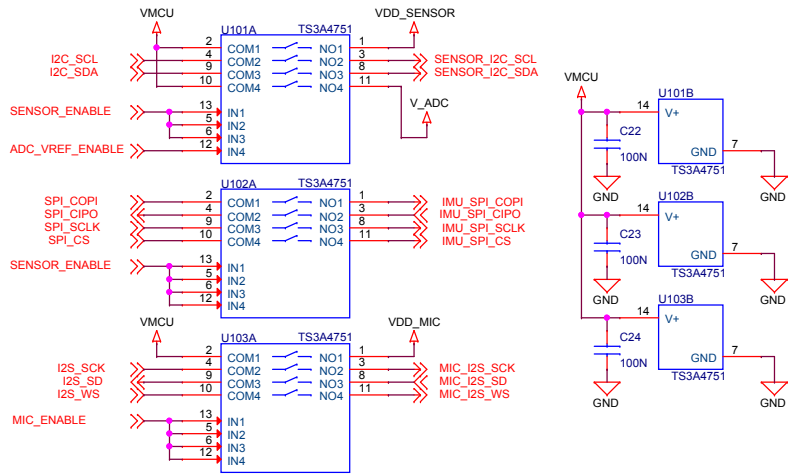 VMCU
VDD_SENSOR
U101A TS3A4751
2 COM1 NO1 1
I2C_SCL 4 COM2 NO2 3 SENSOR_I2C_SCL
I2C_SDA 9 COM3 NO3 8 SENSOR_I2C_SDA
10 COM4 NO4 11
SENSOR_ENABLE 13 IN1
5 IN2
6 IN3
ADC_VREF_ENABLE 12 IN4
V_ADC
U102A TS3A4751
SPI_COPI 2 COM1 NO1 1 IMU_SPI_COPI
SPI_CIPO 4 COM2 NO2 3 IMU_SPI_CIPO
SPI_SCLK 9 COM3 NO3 8 IMU_SPI_SCLK
SPI_CS 10 COM4 NO4 11 IMU_SPI_CS
SENSOR_ENABLE 13 IN1
5 IN2
6 IN3
12 IN4
VMCU
VDD_MIC
U103A TS3A4751
2 COM1 NO1 1
I2S_SCK 4 COM2 NO2 3 MIC_I2S_SCK
I2S_SD 9 COM3 NO3 8 MIC_I2S_SD
I2S_WS 10 COM4 NO4 11 MIC_I2S_WS
MIC_ENABLE 13 IN1
5 IN2
6 IN3
12 IN4
VMCU
U101B
14 V+
C22
100N
GND 7
TS3A4751
GND
GND
U102B
14 V+
C23
100N
GND 7
TS3A4751
GND
GND
U103B
14 V+
C24
100N
GND 7
TS3A4751
GND
GND